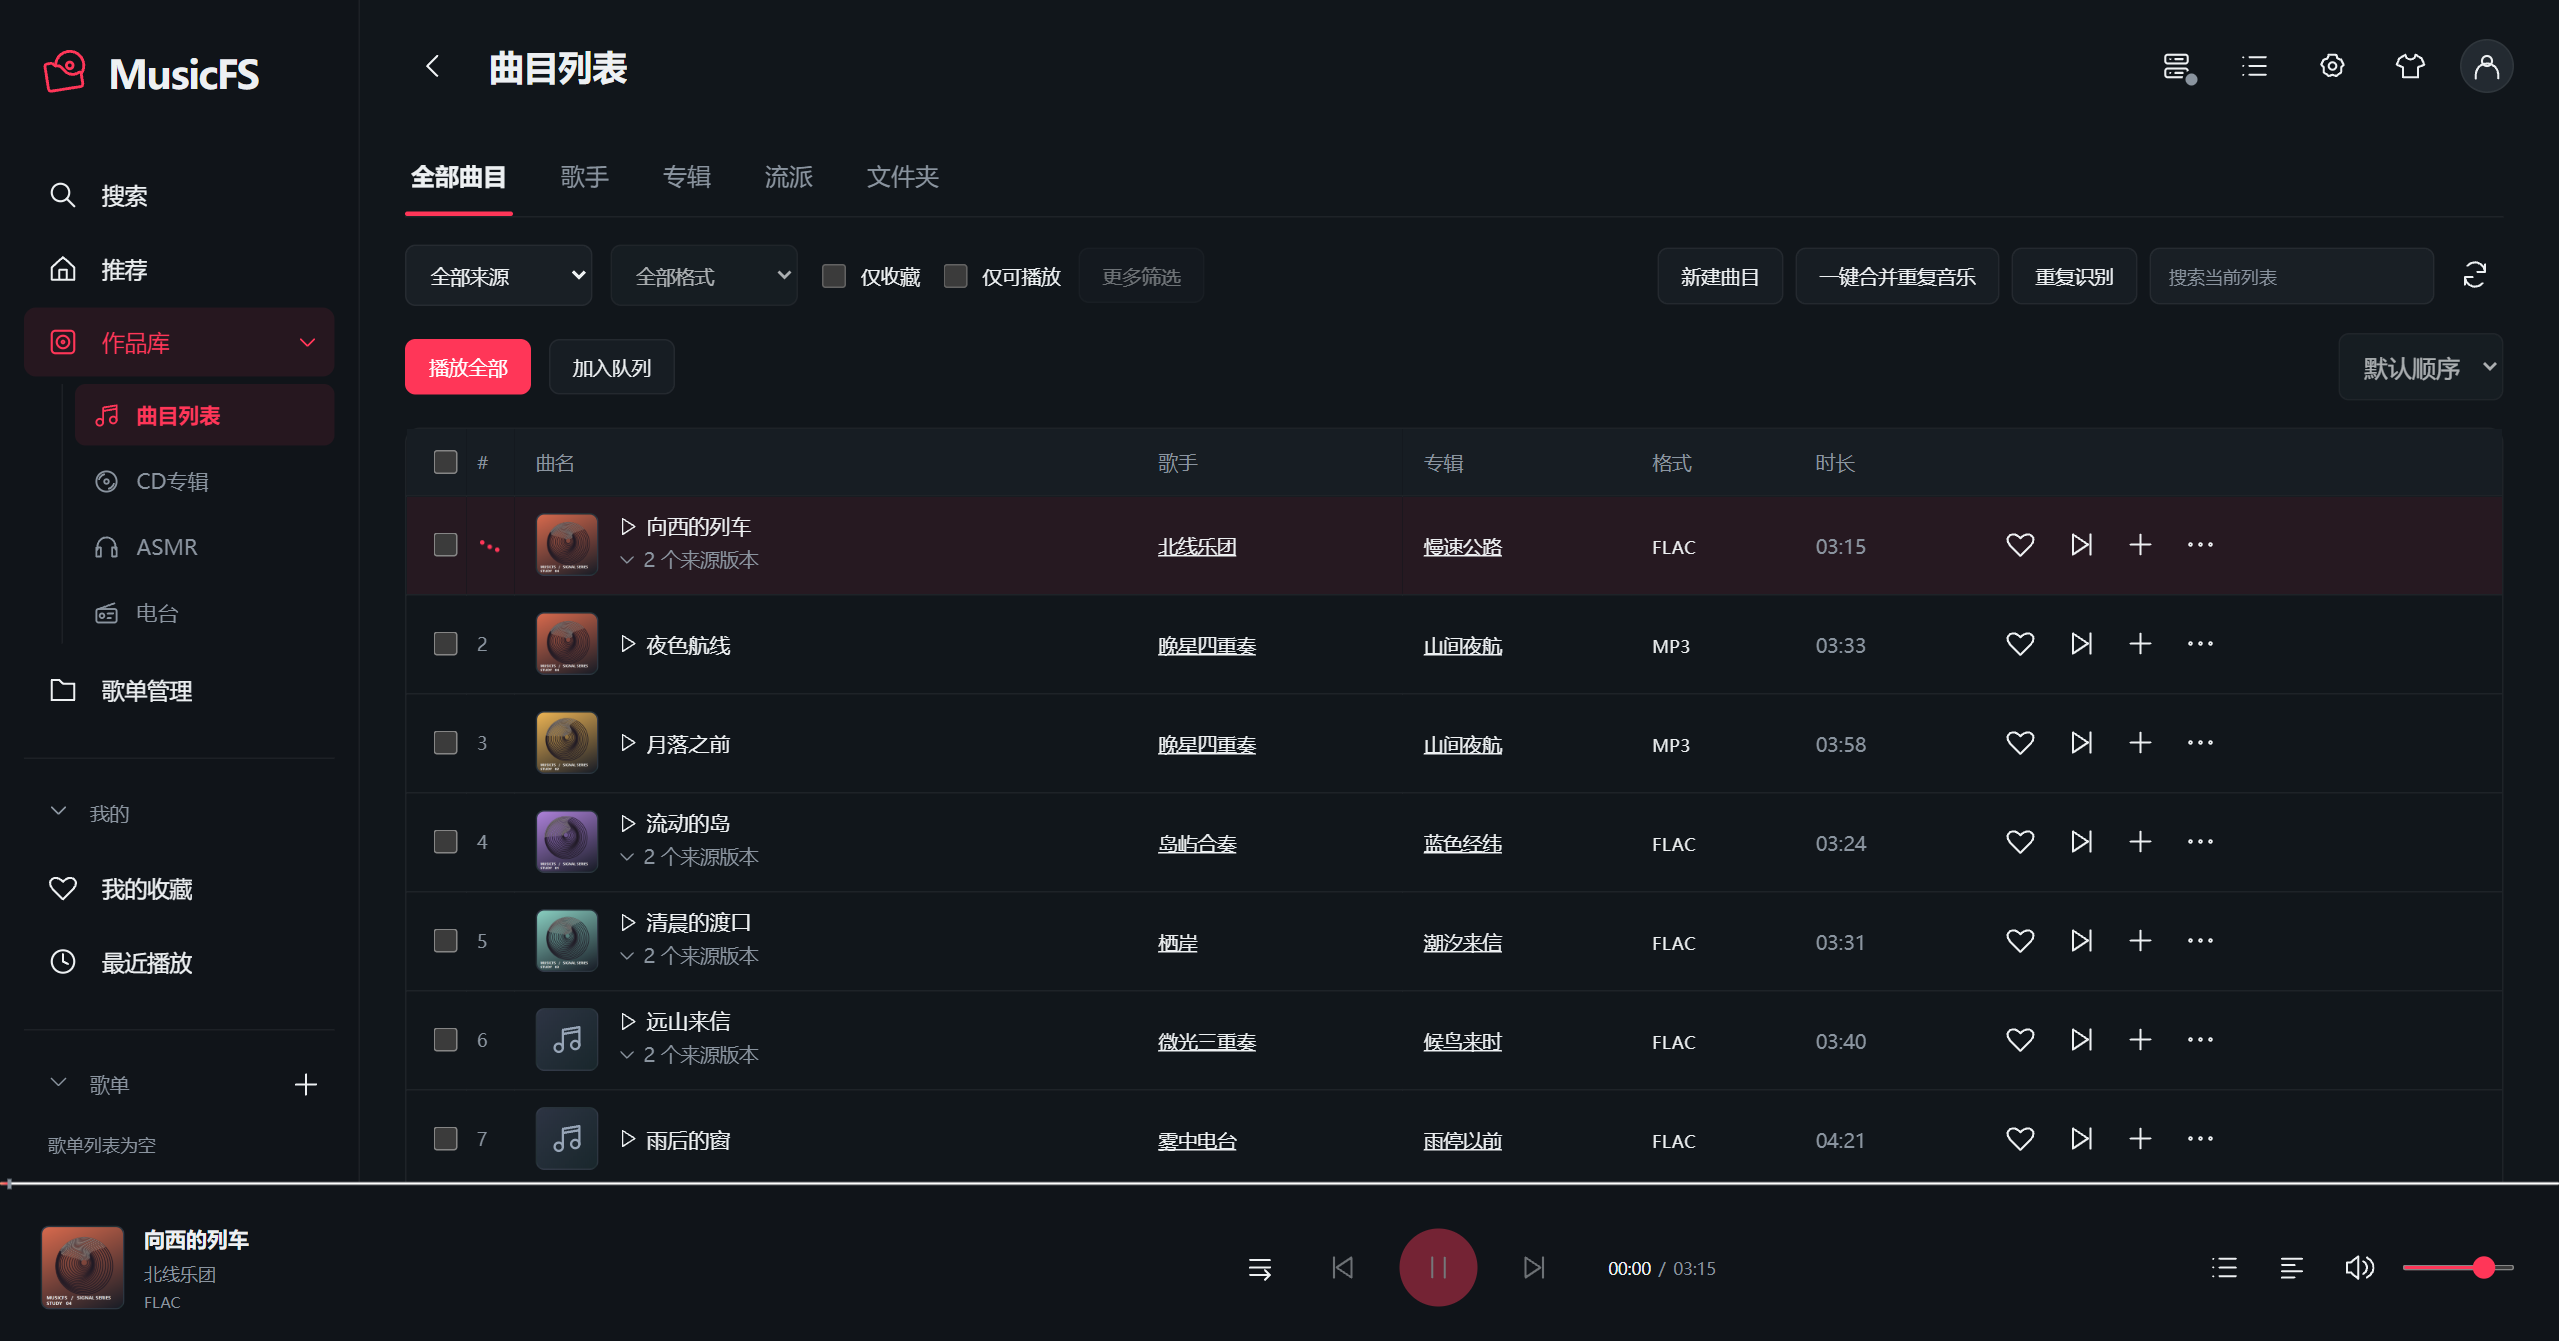 MusicFS
搜索
推荐
作品库
曲目列表
CD专辑
ASMR
电台
歌单管理
我的
我的收藏
最近播放
歌单
歌单列表为空
曲目列表
全部曲目 歌手 专辑 流派 文件夹
全部来源 全部格式 仅收藏 仅可播放 更多筛选 新建曲目 一键合并重复音乐 重复识别 搜索当前列表
播放全部 加入队列 默认顺序
# 曲名 歌手 专辑 格式 时长
向西的列车 北线乐团 慢速公路 FLAC 03:15
2 个来源版本
2 夜色航线 晚星四重奏 山间夜航 MP3 03:33
3 月落之前 晚星四重奏 山间夜航 MP3 03:58
4 流动的岛 岛屿合奏 蓝色经纬 FLAC 03:24
2 个来源版本
5 清晨的渡口 栖岸 潮汐来信 FLAC 03:31
2 个来源版本
6 远山来信 微光三重奏 候鸟来时 FLAC 03:40
2 个来源版本
7 雨后的窗 雾中电台 雨停以前 FLAC 04:21
MUSICFS / SIGNAL SERIES
STUDY 04
向西的列车
北线乐团
FLAC
00:00 / 03:15